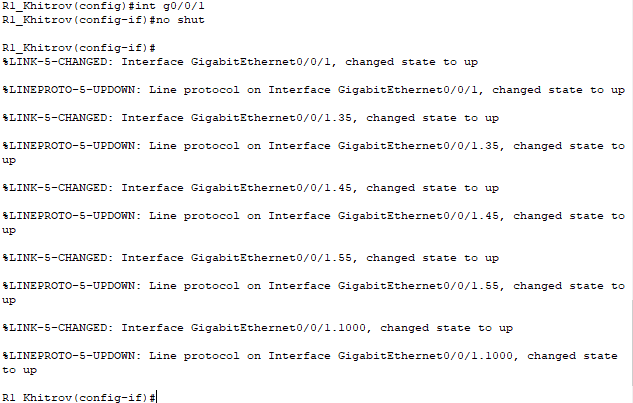 R1_Khitrov(config)#int g0/0/1
R1_Khitrov(config-if)#no shut
R1_Khitrov(config-if)#
%LINK-5-CHANGED: Interface GigabitEthernet0/0/1, changed state to up
%LINEPROTO-5-UPDOWN: Line protocol on Interface GigabitEthernet0/0/1, changed state to up
%LINK-5-CHANGED: Interface GigabitEthernet0/0/1.35, changed state to up
%LINEPROTO-5-UPDOWN: Line protocol on Interface GigabitEthernet0/0/1.35, changed state to
up
%LINK-5-CHANGED: Interface GigabitEthernet0/0/1.45, changed state to up
%LINEPROTO-5-UPDOWN: Line protocol on Interface GigabitEthernet0/0/1.45, changed state to
up
%LINK-5-CHANGED: Interface GigabitEthernet0/0/1.55, changed state to up
%LINEPROTO-5-UPDOWN: Line protocol on Interface GigabitEthernet0/0/1.55, changed state to
up
%LINK-5-CHANGED: Interface GigabitEthernet0/0/1.1000, changed state to up
%LINEPROTO-5-UPDOWN: Line protocol on Interface GigabitEthernet0/0/1.1000, changed state
to up
R1_Khitrov(config-if)#